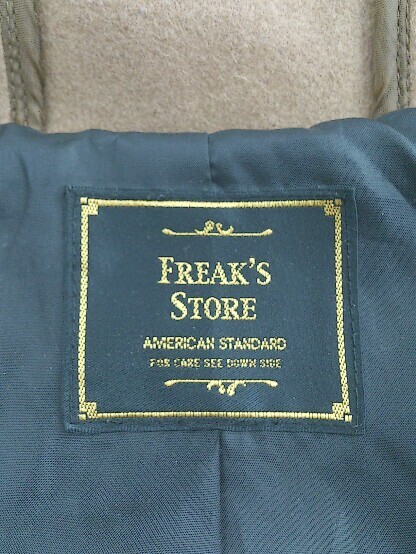 FREAK'S
STORE
AMERICAN STANDARD
FOR CARE SEE DOWN SIDE